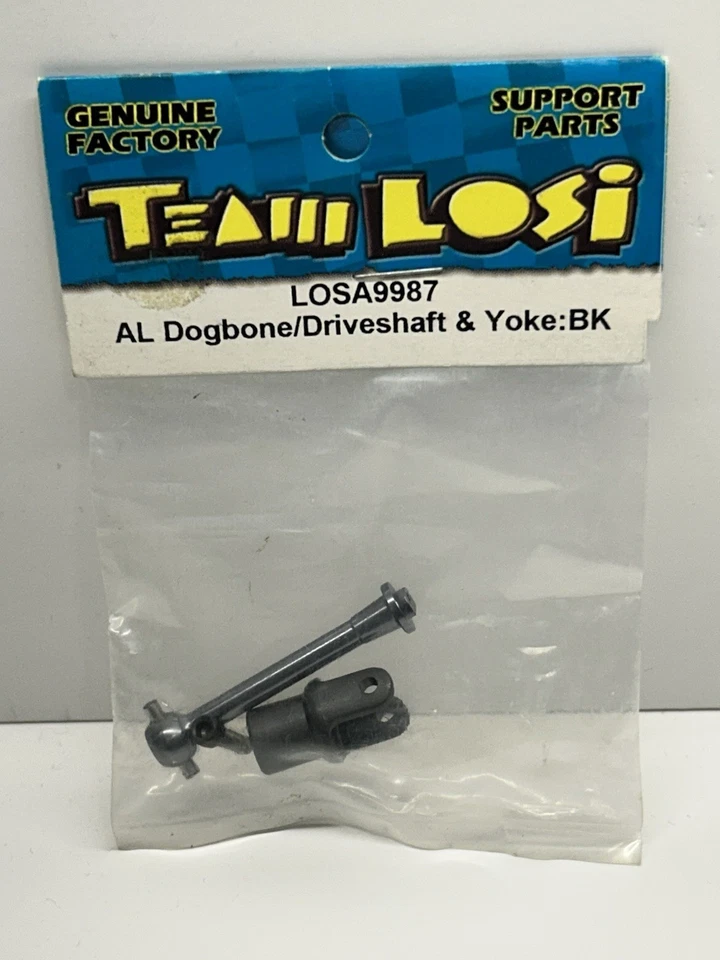 GENUINE
FACTORY
SUPPORT
PARTS
TEAM LOSi
LOSA9987
AL Dogbone/Driveshaft & Yoke:BK